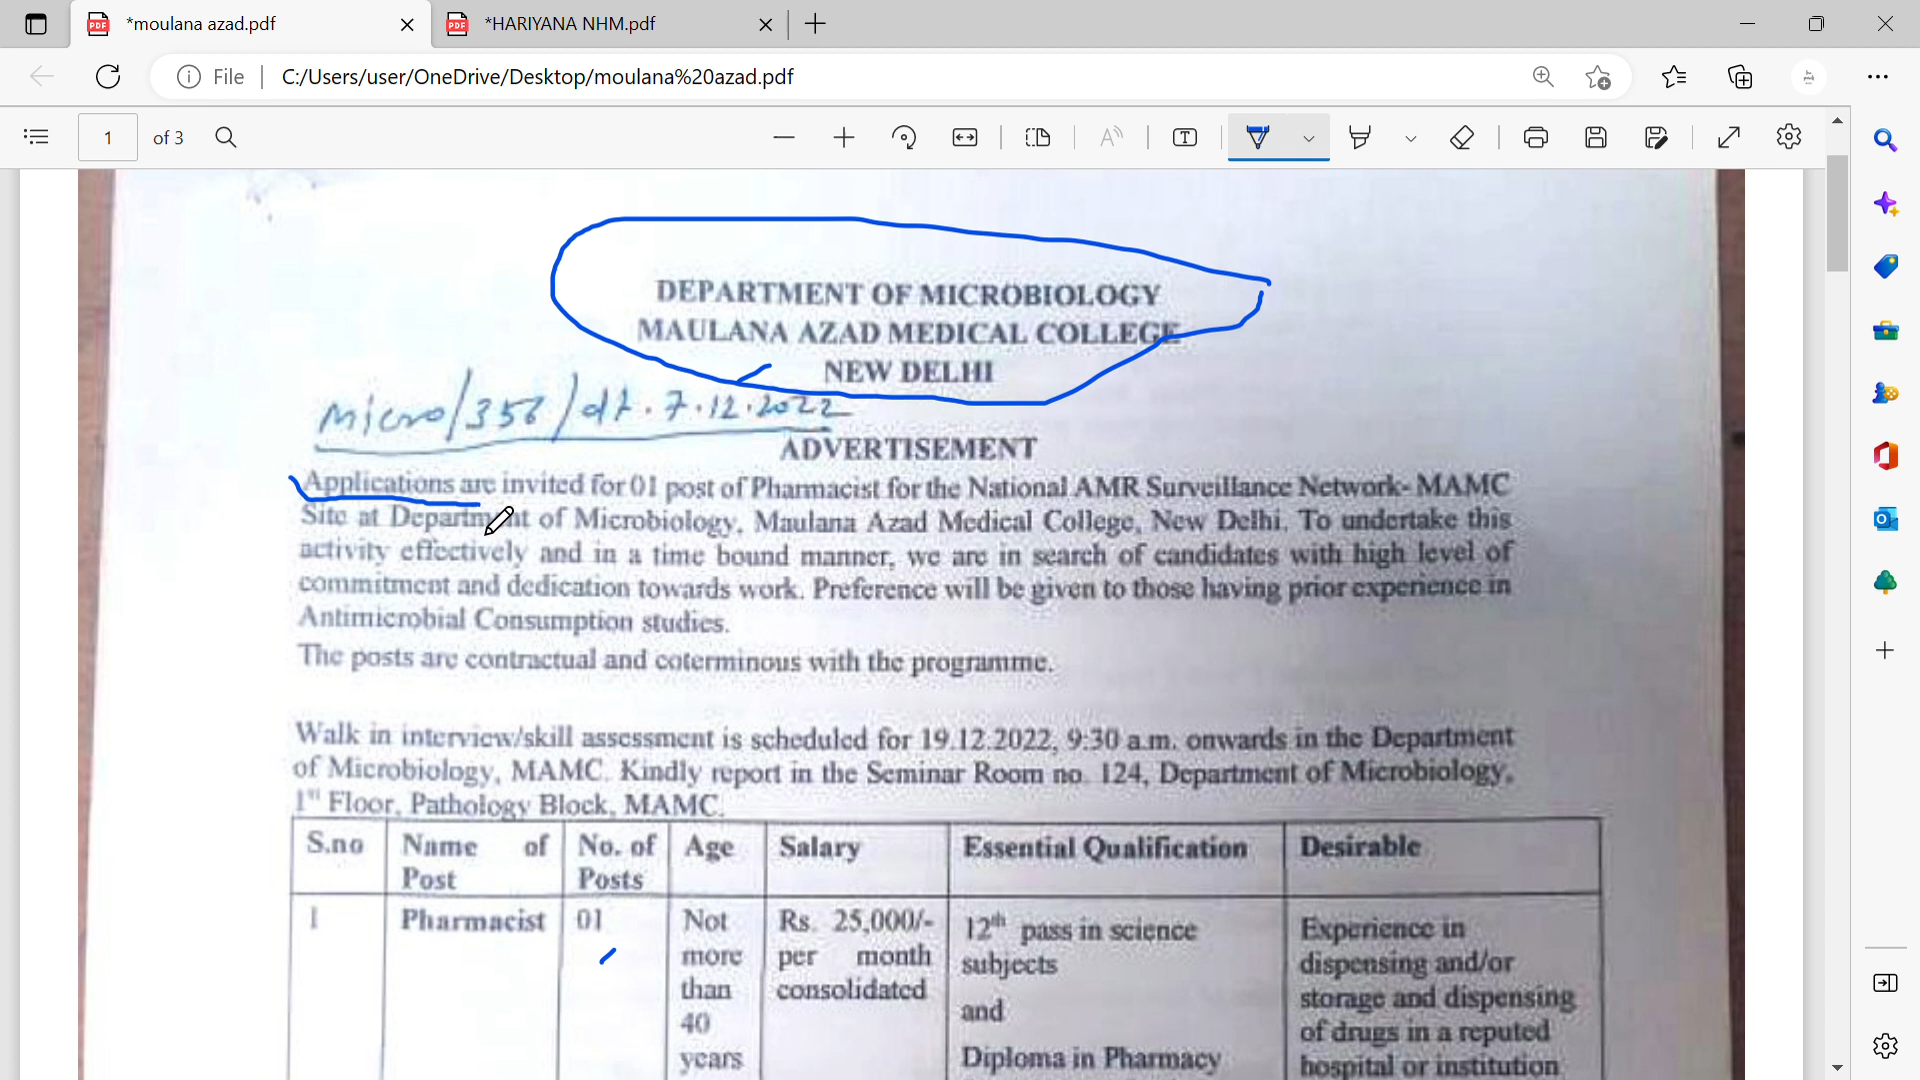 *moulana azad.pdf
*HARIYANA NHM.pdf
File
C:/Users/user/OneDrive/Desktop/moulana%20azad.pdf
1 of 3
DEPARTMENT OF MICROBIOLOGY
MAULANA AZAD MEDICAL COLLEGE
NEW DELHI
micro/356/dt. 7.12.2022
ADVERTISEMENT
Applications are invited for 01 post of Pharmacist for the National AMR Surveillance Network- MAMC
Site at Department of Microbiology, Maulana Azad Medical College, New Delhi. To undertake this
activity effectively and in a time bound manner, we are in search of candidates with high level of
commitment and dedication towards work. Preference will be given to those having prior experience in
Antimicrobial Consumption studies.
The posts are contractual and coterminous with the programme.
Walk in interview/skill assessment is scheduled for 19.12.2022, 9:30 a.m. onwards in the Department
of Microbiology, MAMC. Kindly report in the Seminar Room no. 124, Department of Microbiology,
1st Floor, Pathology Block, MAMC.
S.no
Name of
Post
No. of
Posts
Age
Salary
Essential Qualification
Desirable
1
Pharmacist
01
Not
more
than
40
years
Rs. 25,000/-
per month
consolidated
12th pass in science
subjects
and
Diploma in Pharmacy
Experience in
dispensing and/or
storage and dispensing
of drugs in a reputed
hospital or institution